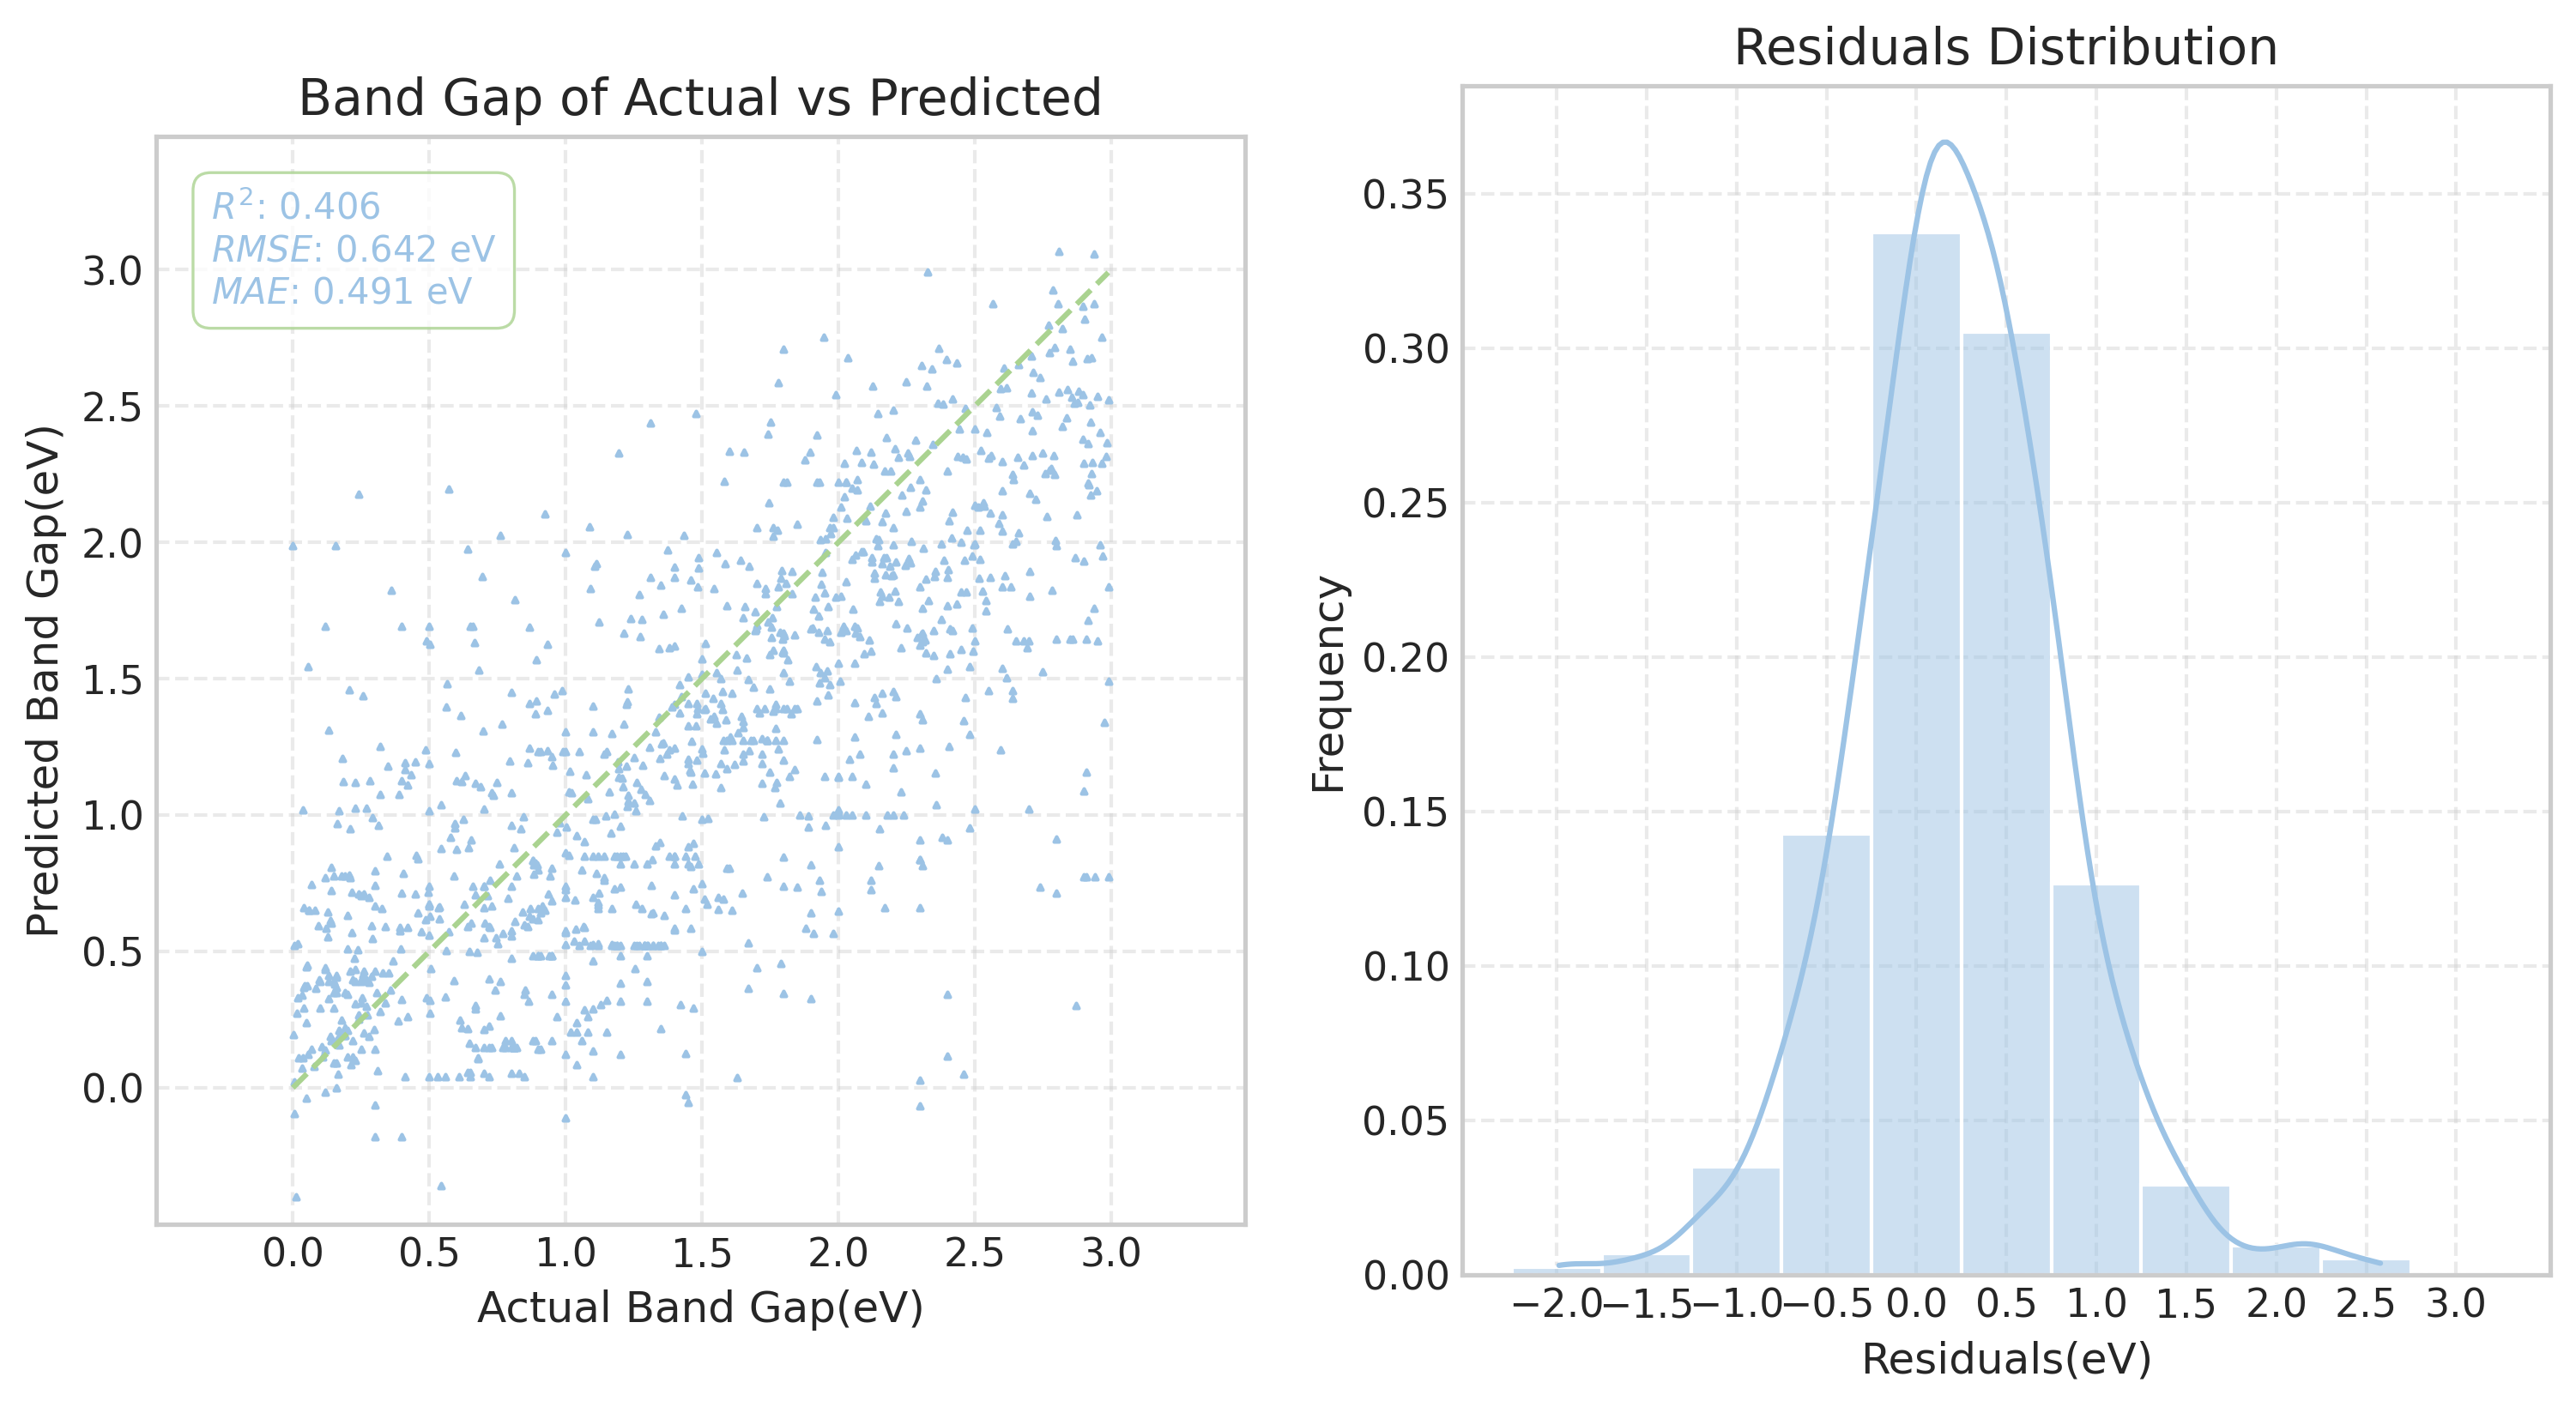 Band Gap of Actual vs Predicted
R²: 0.406
RMSE: 0.642 eV
MAE: 0.491 eV
3.0
2.5
2.0
1.5
1.0
0.5
0.0
Predicted Band Gap(eV)
0.0 0.5 1.0 1.5 2.0 2.5 3.0
Actual Band Gap(eV)
Residuals Distribution
0.35
0.30
0.25
0.20
0.15
0.10
0.05
0.00
Frequency
−2.0 −1.5 −1.0 −0.5 0.0 0.5 1.0 1.5 2.0 2.5 3.0
Residuals(eV)